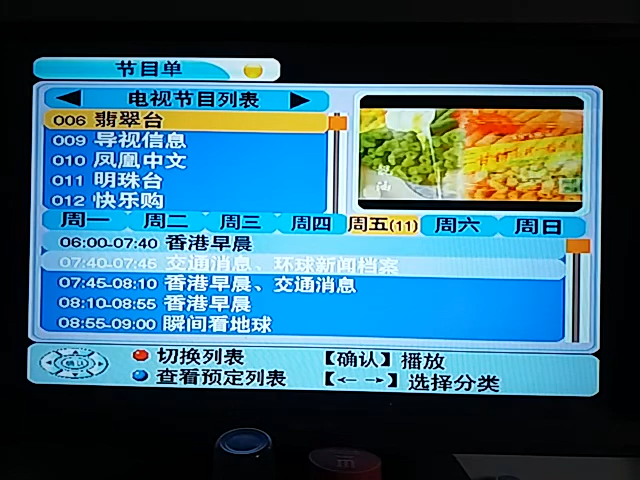 节目单
电视节目列表
006 翡翠台
009 导视信息
010 凤凰中文
011 明珠台
012 快乐购
周一 周二 周三 周四 周五(11) 周六 周日
06:00-07:40 香港早晨
07:40-07:45 交通消息、环球新闻档案
07:45-08:10 香港早晨、交通消息
08:10-08:55 香港早晨
08:55-09:00 瞬间看地球
确认
切换列表 【确认】播放
查看预定列表 【← →】选择分类
m